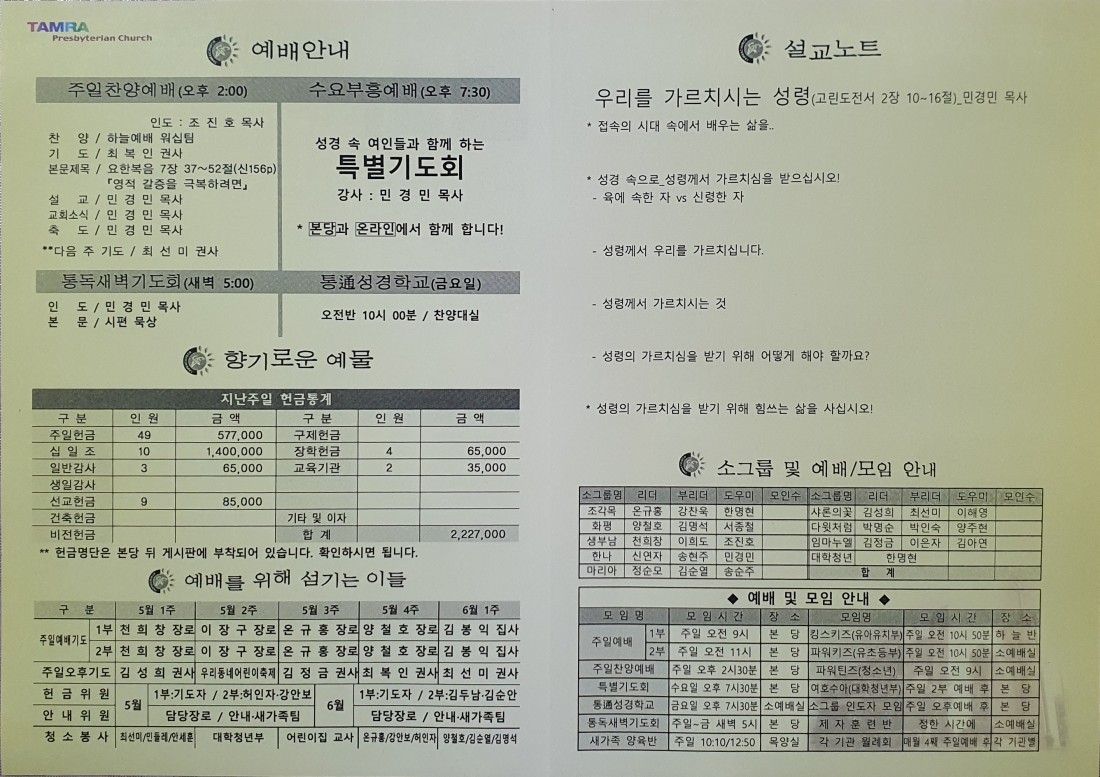 TAMRA
Presbyterian Church
예배안내
주일찬양예배(오후 2:00)
인도 : 조 진 호 목사
찬 양 / 하늘예배 워십팀
기 도 / 최 복 인 권사
본문제목 / 요한복음 7장 37~52절(신156p)
『영적 갈증을 극복하려면』
설 교 / 민 경 민 목사
교회소식 / 민 경 민 목사
축 도 / 민 경 민 목사
**다음 주 기도 / 최 선 미 권사
수요부흥예배(오후 7:30)
성경 속 여인들과 함께 하는
특별기도회
강사 : 민 경 민 목사
* 본당과 온라인에서 함께 합니다!
통독새벽기도회(새벽 5:00)
인 도 / 민 경 민 목사
본 문 / 시편 묵상
통通성경학교(금요일)
오전반 10시 00분 / 찬양대실
향기로운 예물
지난주일 헌금통계
구 분 인 원 금 액 구 분 인 원 금 액
주일헌금 49 577,000 구제헌금
십 일 조 10 1,400,000 장학헌금 4 65,000
일반감사 3 65,000 교육기관 2 35,000
생일감사
선교헌금 9 85,000
건축헌금 기타 및 이자
비전헌금 합 계 2,227,000
** 헌금명단은 본당 뒤 게시판에 부착되어 있습니다. 확인하시면 됩니다.
예배를 위해 섬기는 이들
구 분 5월 1주 5월 2주 5월 3주 5월 4주 6월 1주
주일예배기도 1부 천 희 창 장로 이 장 구 장로 온 규 홍 장로 양 철 호 장로 김 봉 익 집사
2부 천 희 창 장로 이 장 구 장로 온 규 홍 장로 양 철 호 장로 김 봉 익 집사
주일오후기도 김 성 희 권사 우리동네어린이축제 김 정 금 권사 최 복 인 권사 최 선 미 권사
헌 금 위 원 5월 1부:기도자 / 2부:허인자·강안보 6월 1부:기도자 / 2부:김두남·김순안
안 내 위 원 담당장로 / 안내·새가족팀 담당장로 / 안내·새가족팀
청 소 봉 사 최선미/민들레/안세훈 대학청년부 어린이집 교사 온규홍/강안보/허인자 양철호/김순열/김명석
설교노트
우리를 가르치시는 성령(고린도전서 2장 10~16절)_민경민 목사
* 접속의 시대 속에서 배우는 삶을..
* 성경 속으로_성령께서 가르치심을 받으십시오!
- 육에 속한 자 vs 신령한 자
- 성령께서 우리를 가르치십니다.
- 성령께서 가르치시는 것
- 성령의 가르치심을 받기 위해 어떻게 해야 할까요?
* 성령의 가르치심을 받기 위해 힘쓰는 삶을 사십시오!
소그룹 및 예배/모임 안내
소그룹명 리더 부리더 도우미 모인수 소그룹명 리더 부리더 도우미 모인수
조각목 온규홍 강찬욱 한명현 샤론의꽃 김성희 최선미 이해영
화평 양철호 김명석 서종철 다윗처럼 박명순 박인숙 양주현
생부남 천희창 이희도 조진호 임마누엘 김정금 이은자 김아연
한나 신연자 송현주 민경민 대학청년 한명현
마리아 정순모 김순열 송순주 합 계
◆ 예배 및 모임 안내 ◆
모 임 명 모 임 시 간 장 소 모임명 모 임 시 간 장 소
주일예배 1부 주일 오전 9시 본 당 킹스키즈(유아유치부) 주일 오전 10시 50분 하 늘 반
2부 주일 오전 11시 본 당 파워키즈(유초등부) 주일 오전 10시 50분 소예배실
주일찬양예배 주일 오후 2시30분 본 당 파워틴즈(청소년) 주일 오전 9시 소예배실
특별기도회 수요일 오후 7시30분 본 당 여호수아(대학청년부) 주일 2부 예배 후 본 당
통通성경학교 금요일 오후 7시30분 소예배실 소그룹 인도자 모임 주일 오후예배 후 본 당
통독새벽기도회 주일~금 새벽 5시 본 당 제 자 훈 련 반 정한 시간에 소예배실
새가족 양육반 주일 10:10/12:50 목양실 각 기관 월례회 매월 4째 주일예배 후 각 기관별